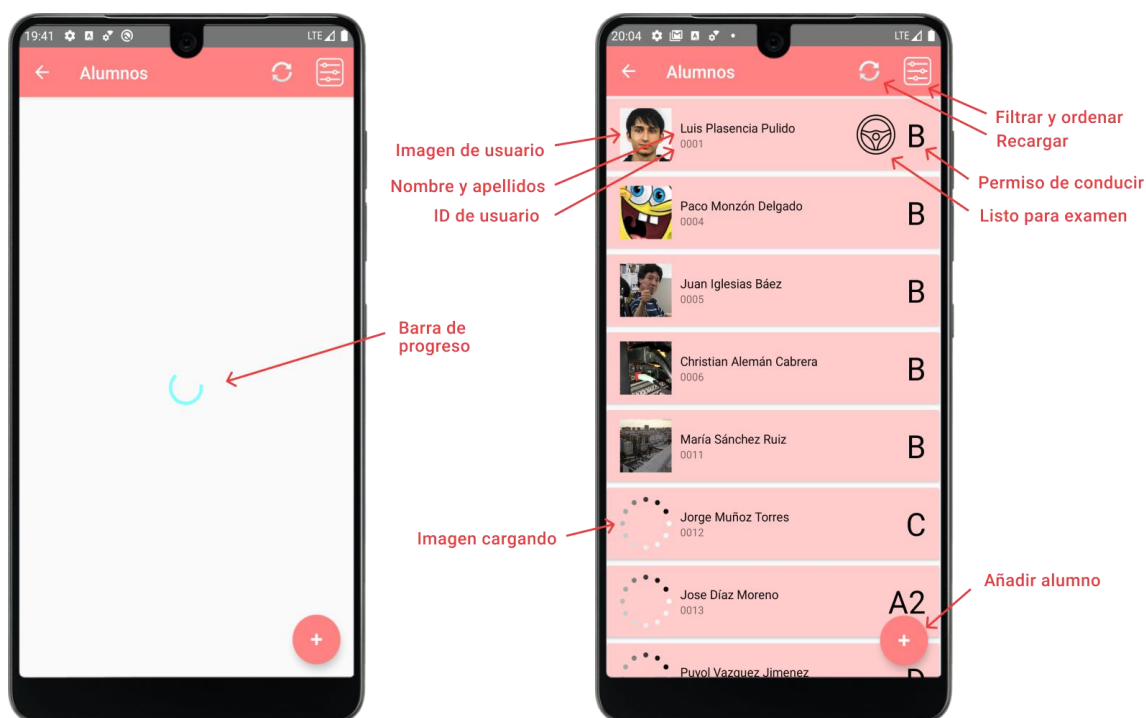 19:41
LTE
Alumnos
+
Barra de
progreso
20:04
LTE
Alumnos
Luis Plasencia Pulido
0001
B
Paco Monzón Delgado
0004
B
Juan Iglesias Báez
0005
B
Christian Alemán Cabrera
0006
B
María Sánchez Ruiz
0011
B
Jorge Muñoz Torres
0012
C
Jose Díaz Moreno
0013
A2
+
Puyol Vazquez Jimenez
Imagen de usuario
Nombre y apellidos
ID de usuario
Imagen cargando
Filtrar y ordenar
Recargar
Permiso de conducir
Listo para examen
Añadir alumno